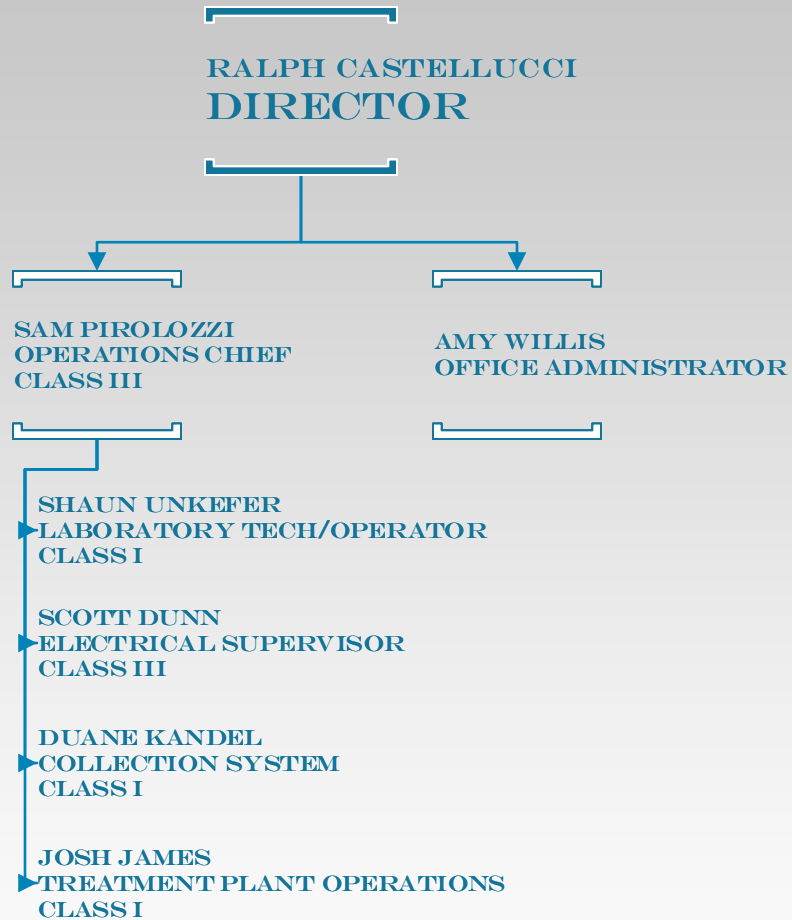 RALPH CASTELLUCCI
DIRECTOR
SAM PIROLOZZI
OPERATIONS CHIEF
CLASS III
AMY WILLIS
OFFICE ADMINISTRATOR
SHAUN UNKEFER
LABORATORY TECH/OPERATOR
CLASS I
SCOTT DUNN
ELECTRICAL SUPERVISOR
CLASS III
DUANE KANDEL
COLLECTION SYSTEM
CLASS I
JOSH JAMES
TREATMENT PLANT OPERATIONS
CLASS I